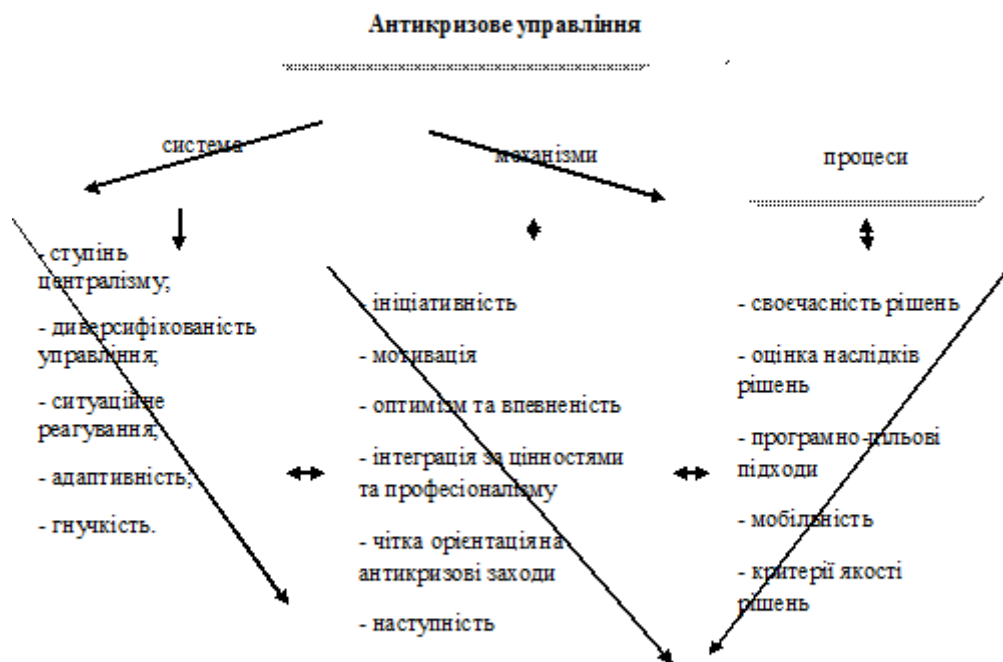 Антикризове управління
система
механізми
процеси
- ступінь
централізму;
- диверсифікованість
управління;
- ситуаційне
реагування;
- адаптивність;
- гнучкість.
- ініціативність
- мотивація
- оптимізм та впевненість
- інтеграція за цінностями
та професіоналізму
- чітка орієнтація на
антикризові заходи
- наступність
- своєчасність рішень
- оцінка наслідків
рішень
- програмно-цільові
підходи
- мобільність
- критерії якості
рішень